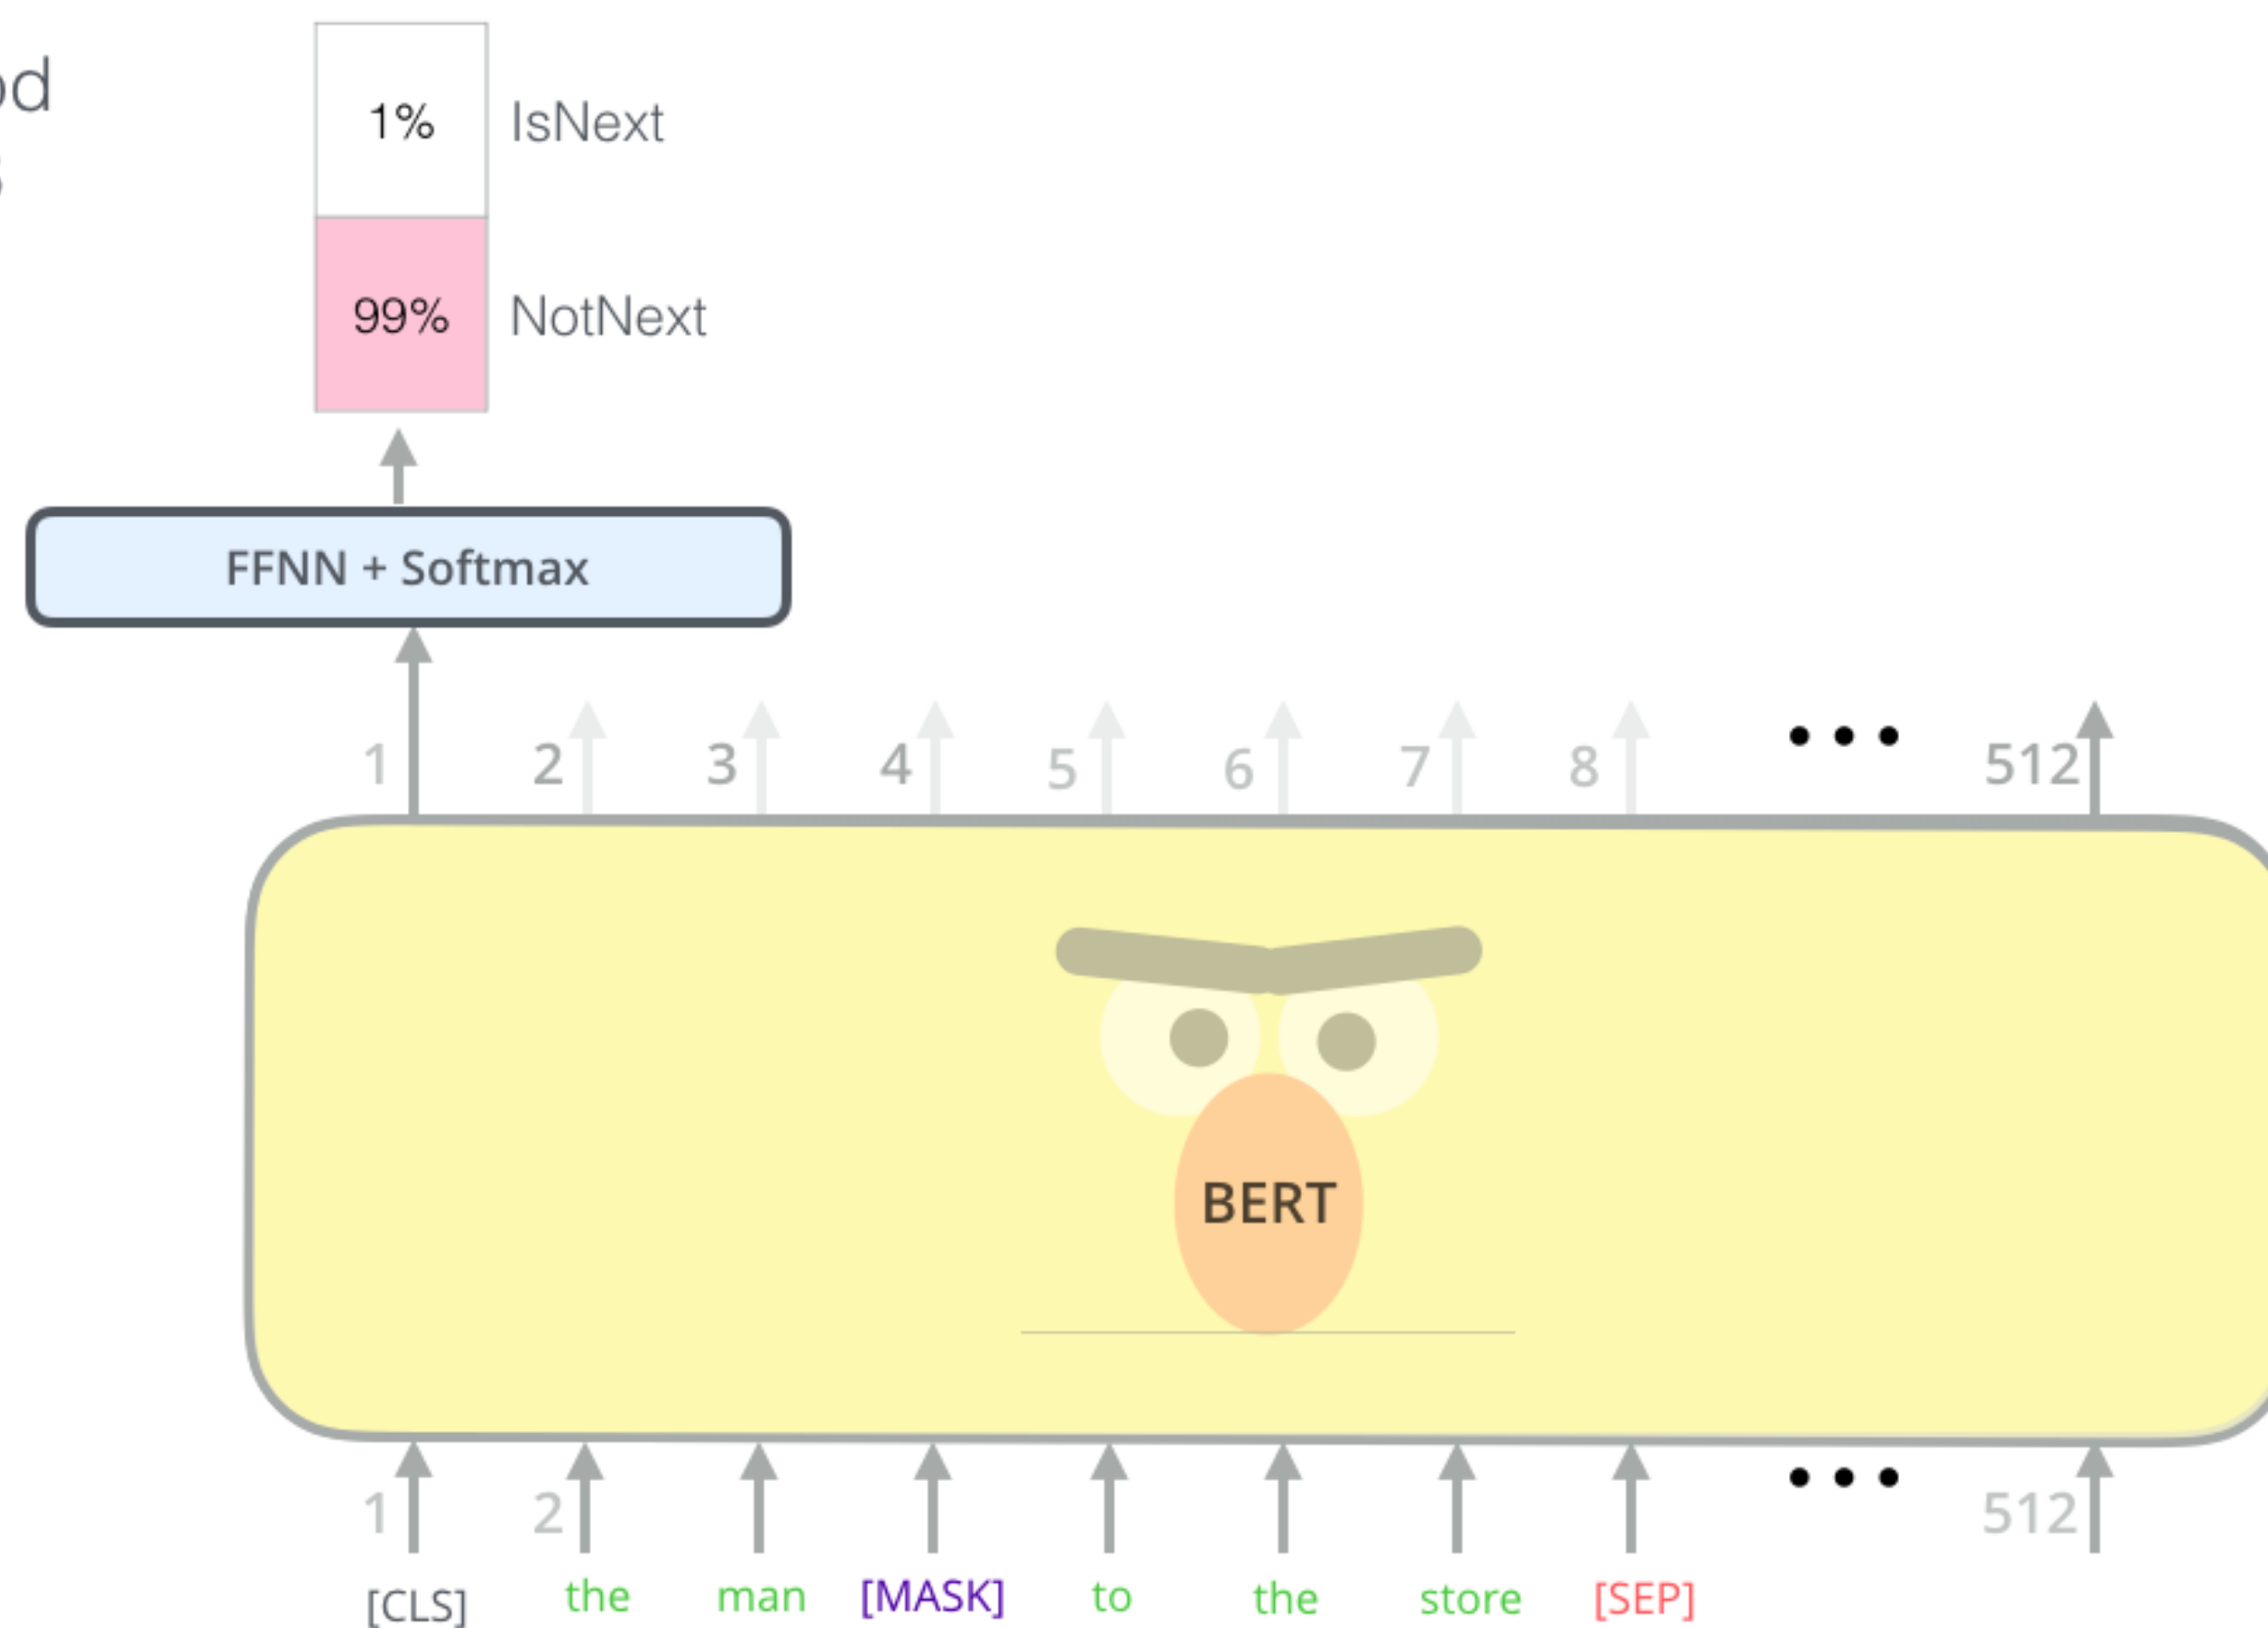 1% IsNext
99% NotNext
FFNN + Softmax
1 2 3 4 5 6 7 8 ••• 512
BERT
1 2 ••• 512
[CLS] the man [MASK] to the store [SEP]